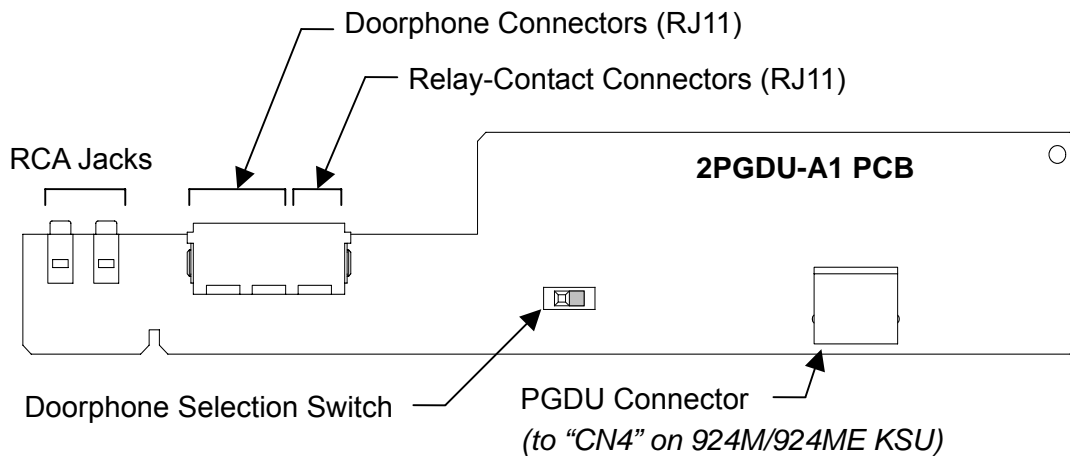 Doorphone Connectors (RJ11)
Relay-Contact Connectors (RJ11)
RCA Jacks
2PGDU-A1 PCB
Doorphone Selection Switch
PGDU Connector
(to “CN4” on 924M/924ME KSU)